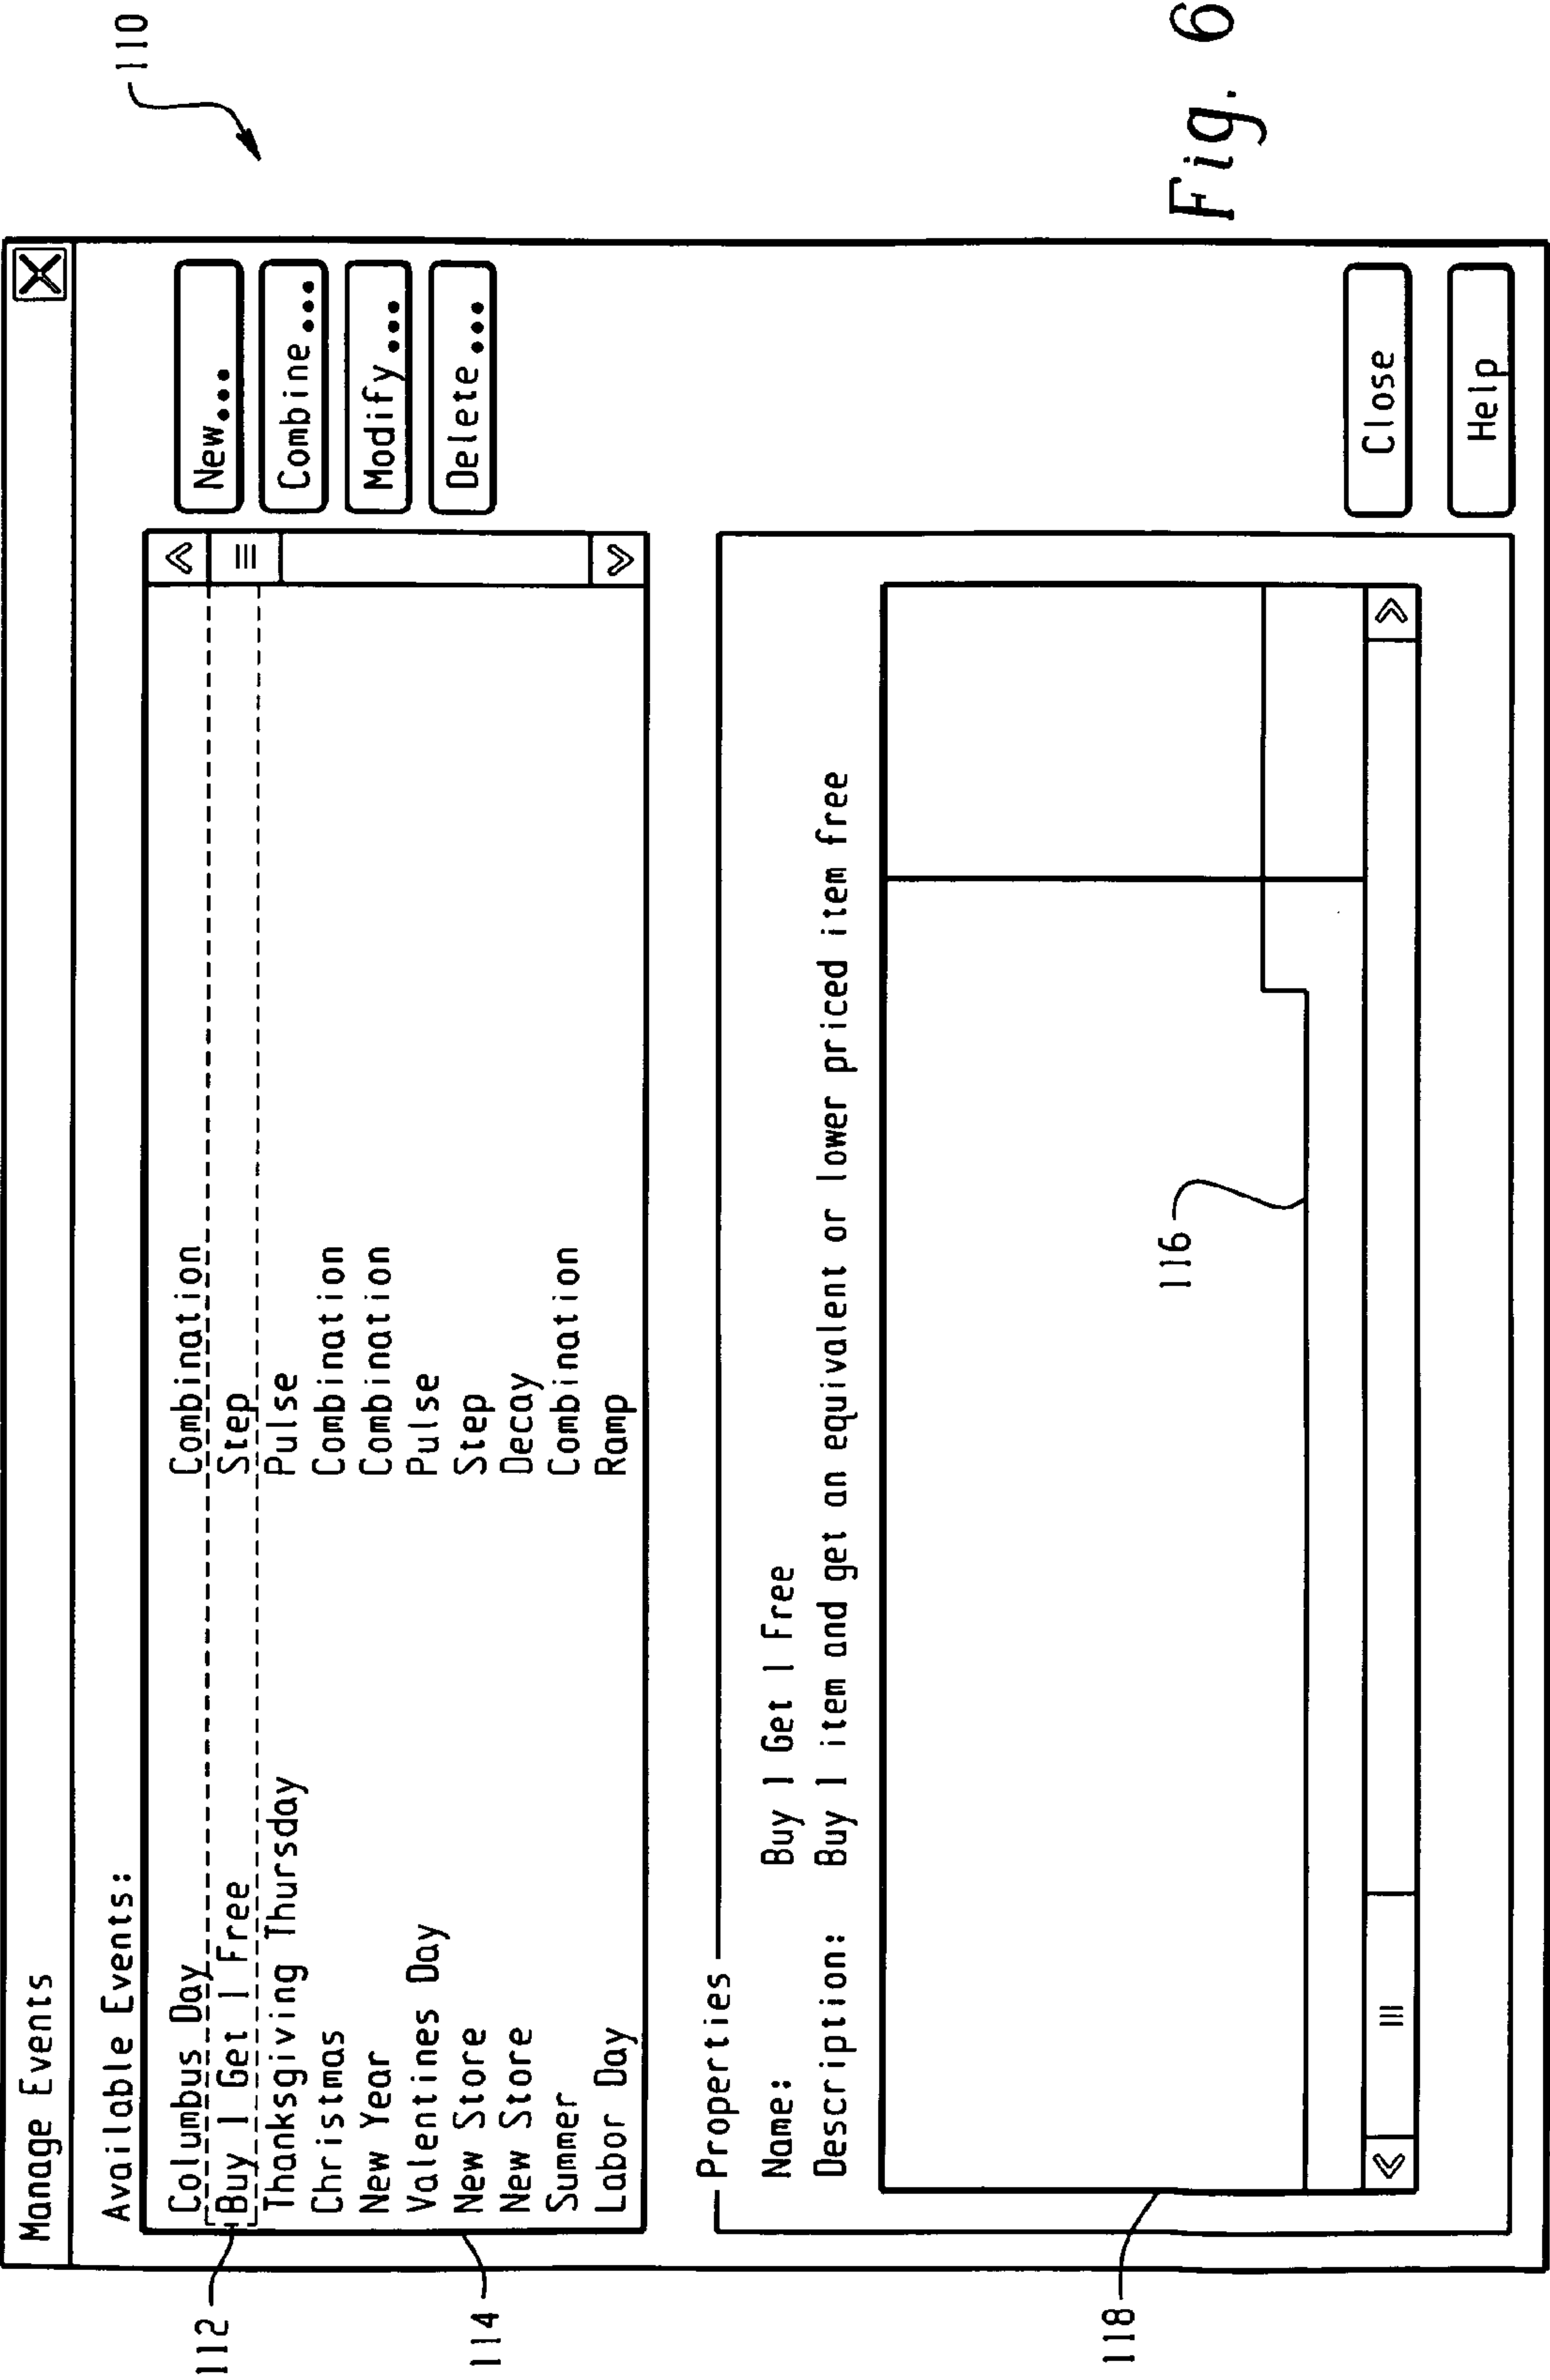 110
Manage Events
Available Events:
Columbus Day Combination
Buy 1 Get 1 Free Step
Thanksgiving Thursday Pulse
Christmas Combination
New Year Combination
Valentines Day Pulse
New Store Step
New Store Decay
Summer Combination
Labor Day Ramp
New...
Combine...
Modify...
Delete...
112
114
Properties
Name: Buy 1 Get 1 Free
Description: Buy 1 item and get an equivalent or lower priced item free
116
118
Close
Help
Fig. 6